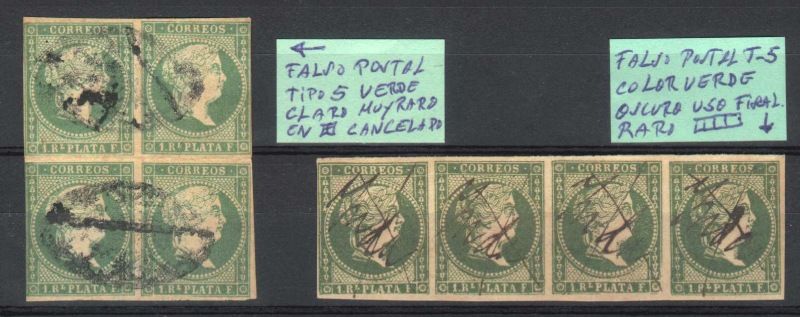 CORREOS CORREOS
1 Rl. PLATA F. 1 Rl. PLATA F.
CORREOS CORREOS
1 Rl. PLATA F. 1 Rl. PLATA F.
FALSO POSTAL
TIPO 5 VERDE
CLARO MUY RARO
EN CANCELADO
FALSO POSTAL T-5
COLOR VERDE
OSCURO USO FISCAL.
RARO
CORREOS CORREOS CORREOS CORREOS
1 Rl. PLATA F. 1 Rl. PLATA F. 1 Rl. PLATA F. 1 Rl. PLATA F.